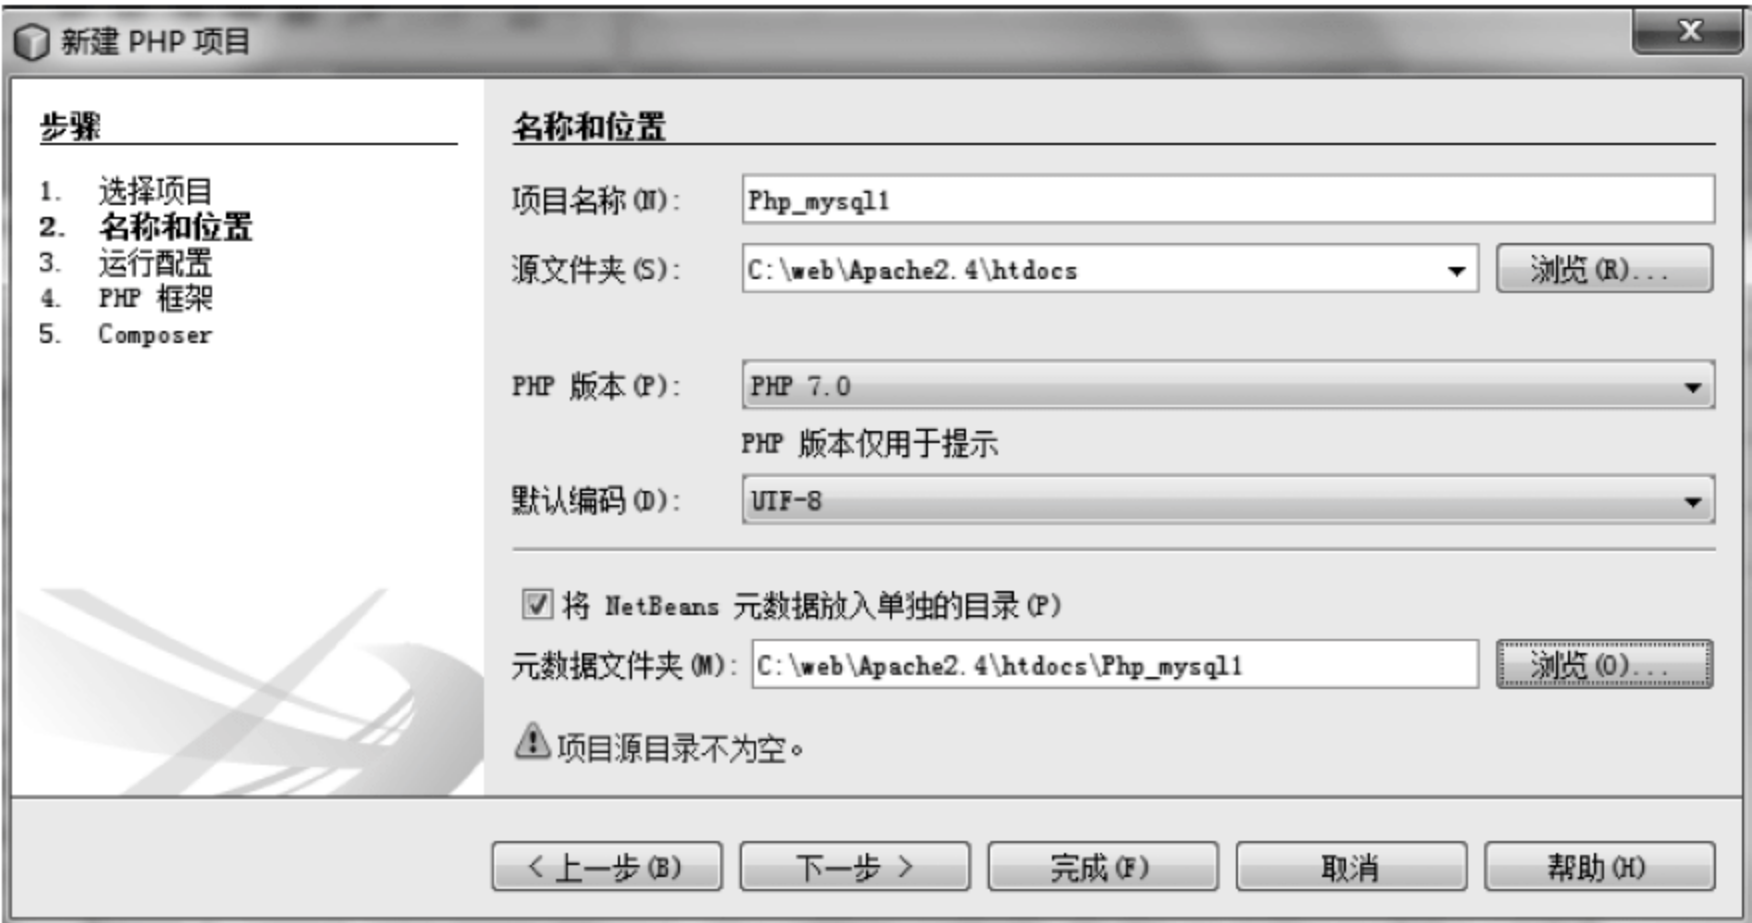 新建 PHP 项目
步骤
1. 选择项目
2. 名称和位置
3. 运行配置
4. PHP 框架
5. Composer
名称和位置
项目名称(N): Php_mysql1
源文件夹(S): C:\web\Apache2.4\htdocs 浏览(R)...
PHP 版本(P): PHP 7.0
PHP 版本仅用于提示
默认编码(D): UTF-8
将 NetBeans 元数据放入单独的目录(P)
元数据文件夹(M): C:\web\Apache2.4\htdocs\Php_mysql1 浏览(O)...
项目源目录不为空。
< 上一步(B) 下一步 > 完成(F) 取消 帮助(H)